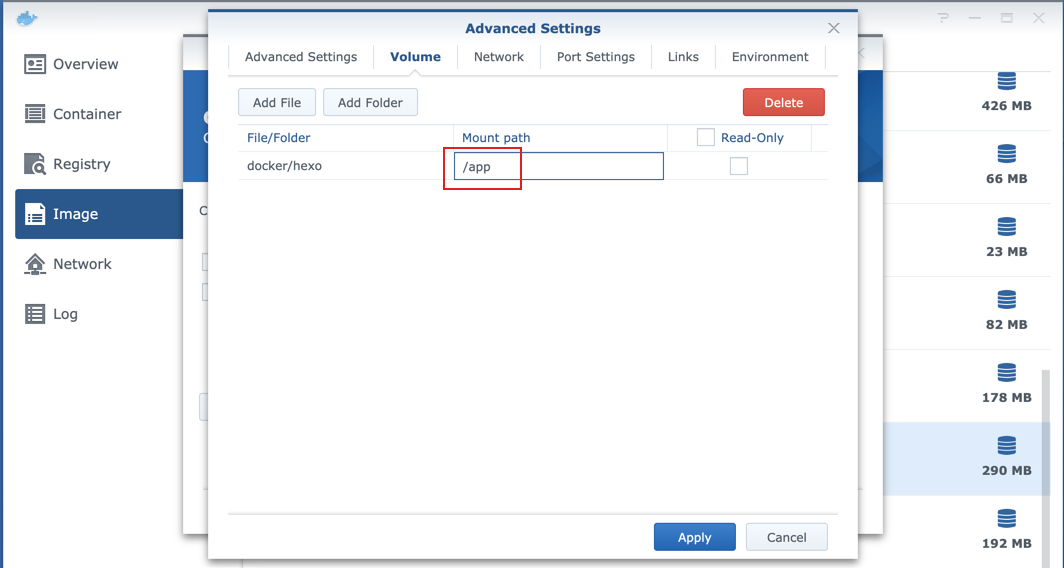 Advanced Settings
Advanced Settings Volume Network Port Settings Links Environment
Add File Add Folder Delete
File/Folder Mount path Read-Only
docker/hexo /app
Apply Cancel
Overview
Container
Registry
Image
Network
Log
426 MB
66 MB
23 MB
82 MB
178 MB
290 MB
192 MB